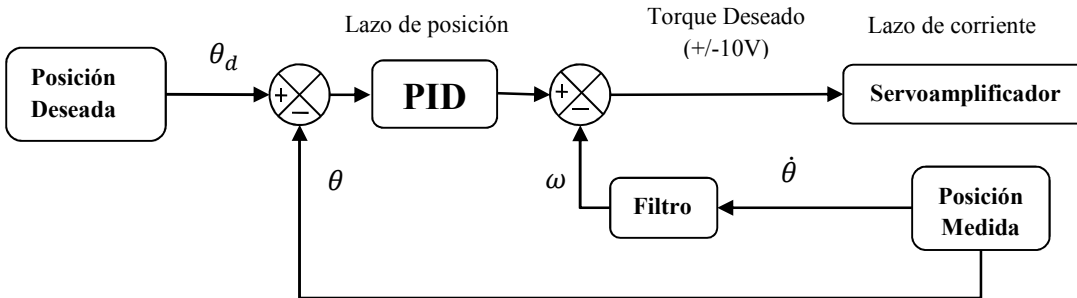 Lazo de posición
Torque Deseado
(+/-10V)
Lazo de corriente
Posición
Deseada
θ_d
+
−
PID
+
−
Servoamplificador
θ
ω
Filtro
θ̇
Posición
Medida